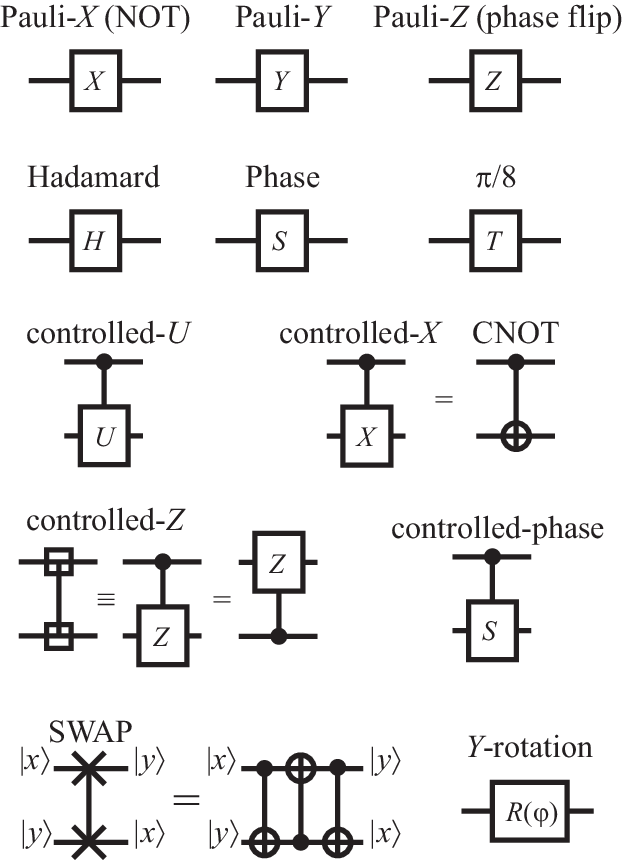 Pauli-X (NOT) Pauli-Y Pauli-Z (phase flip)
X Y Z
Hadamard Phase π/8
H S T
controlled-U controlled-X CNOT
U X =
controlled-Z controlled-phase
≡ Z = Z S
SWAP Y-rotation
|x⟩ |y⟩ |x⟩ |y⟩
= R(φ)
|y⟩ |x⟩ |y⟩ |x⟩